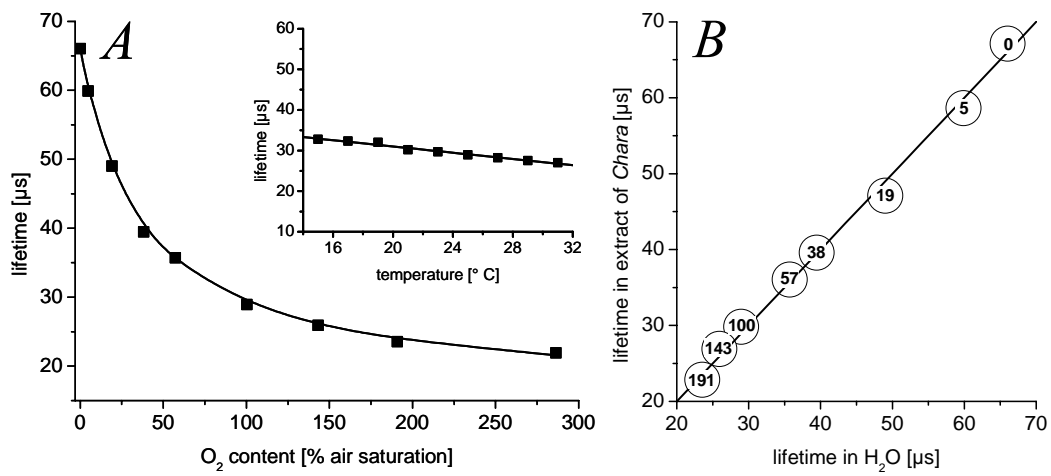 A
70
60
50
40
30
20
lifetime [µs]
0 50 100 150 200 250 300
O2 content [% air saturation]
60
50
40
30
20
10
lifetime [µs]
16 20 24 28 32
temperature [° C]
B
70
60
50
40
30
20
lifetime in extract of Chara [µs]
0
5
19
38
57
100
143
191
20 30 40 50 60 70
lifetime in H2O [µs]